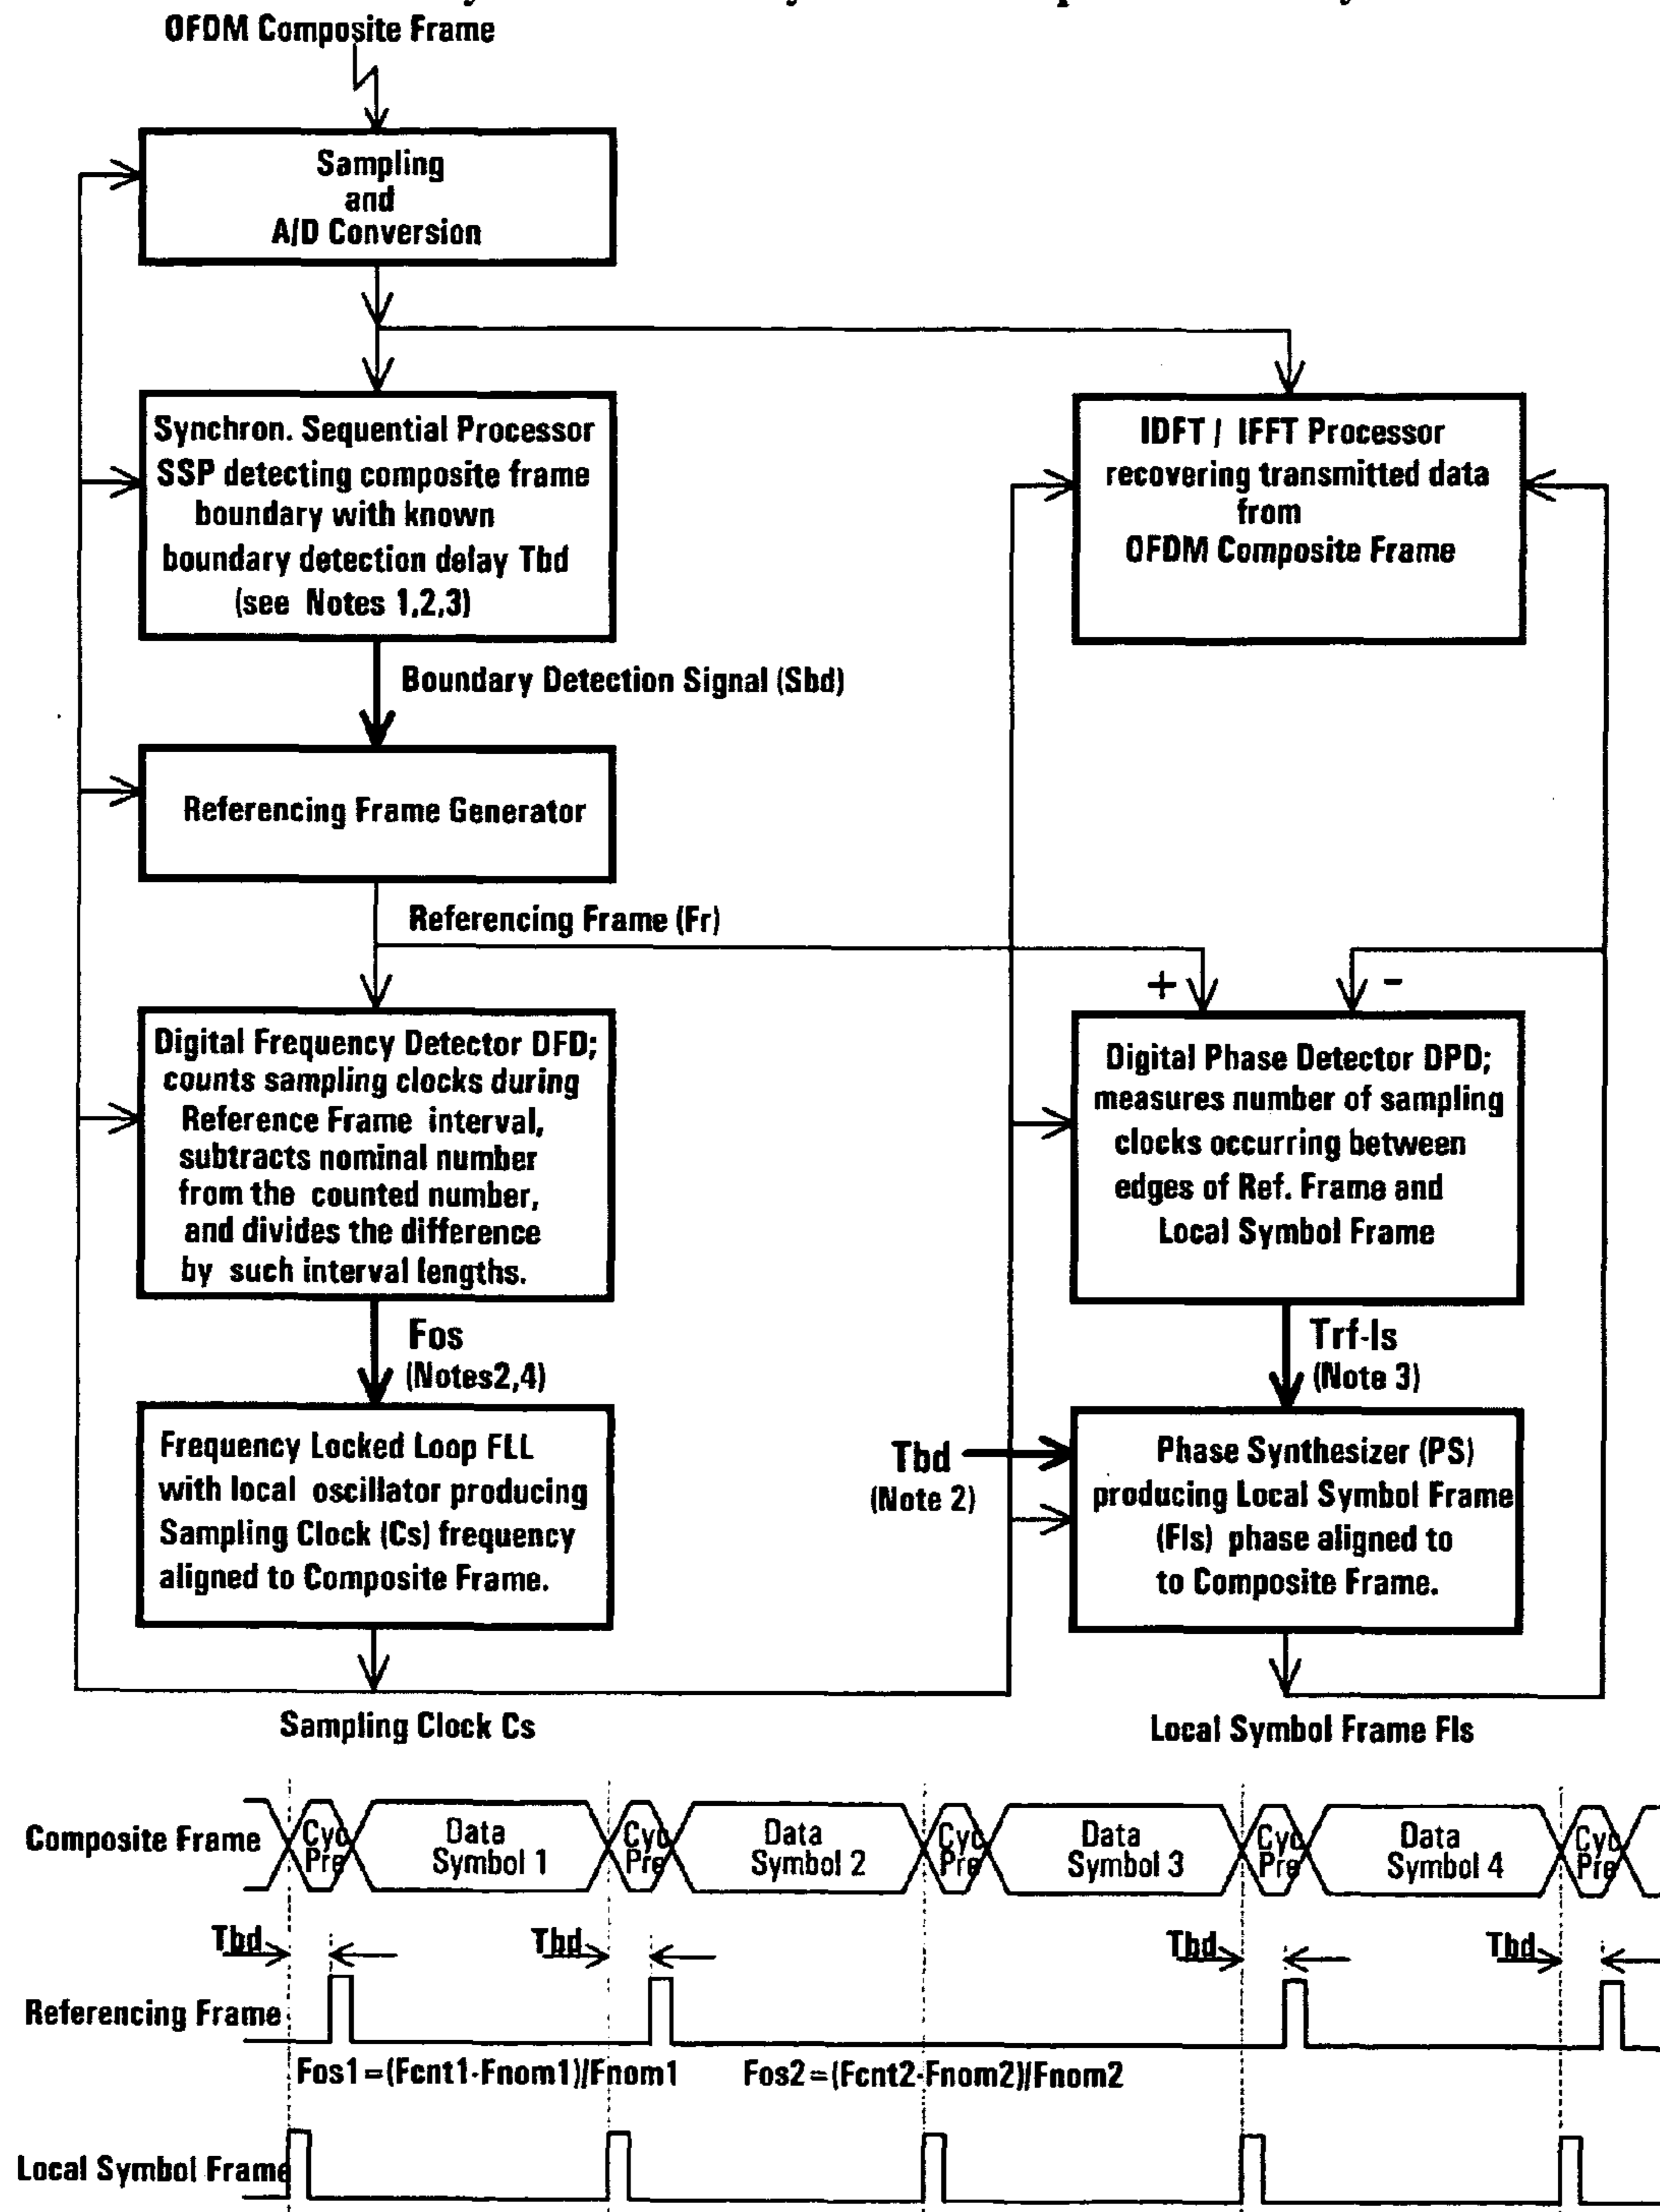 OFDM Composite Frame
Sampling
and
A/D Conversion
Synchron. Sequential Processor
SSP detecting composite frame
boundary with known
boundary detection delay Tbd
(see Notes 1,2,3)
IDFT / IFFT Processor
recovering transmitted data
from
OFDM Composite Frame
Boundary Detection Signal (Sbd)
Referencing Frame Generator
Referencing Frame (Fr)
+
-
Digital Frequency Detector DFD;
counts sampling clocks during
Reference Frame interval,
subtracts nominal number
from the counted number,
and divides the difference
by such interval lengths.
Digital Phase Detector DPD;
measures number of sampling
clocks occurring between
edges of Ref. Frame and
Local Symbol Frame
Fos
(Notes2,4)
Trf-ls
(Note 3)
Frequency Locked Loop FLL
with local oscillator producing
Sampling Clock (Cs) frequency
aligned to Composite Frame.
Tbd
(Note 2)
Phase Synthesizer (PS)
producing Local Symbol Frame
(Fls) phase aligned to
to Composite Frame.
Sampling Clock Cs
Local Symbol Frame Fls
Composite Frame
Cyc
Pre
Data
Symbol 1
Cyc
Pre
Data
Symbol 2
Cyc
Pre
Data
Symbol 3
Cyc
Pre
Data
Symbol 4
Cyc
Pre
Tbd
Tbd
Tbd
Tbd
Referencing Frame
Fos1=(Fcnt1-Fnom1)/Fnom1
Fos2=(Fcnt2-Fnom2)/Fnom2
Local Symbol Frame